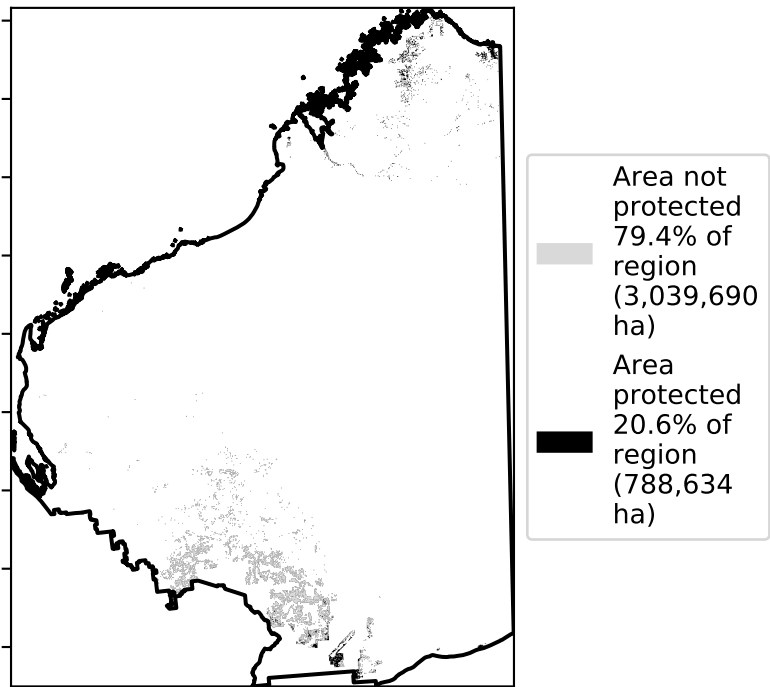 Area not
protected
79.4% of
region
(3,039,690
ha)
Area
protected
20.6% of
region
(788,634
ha)